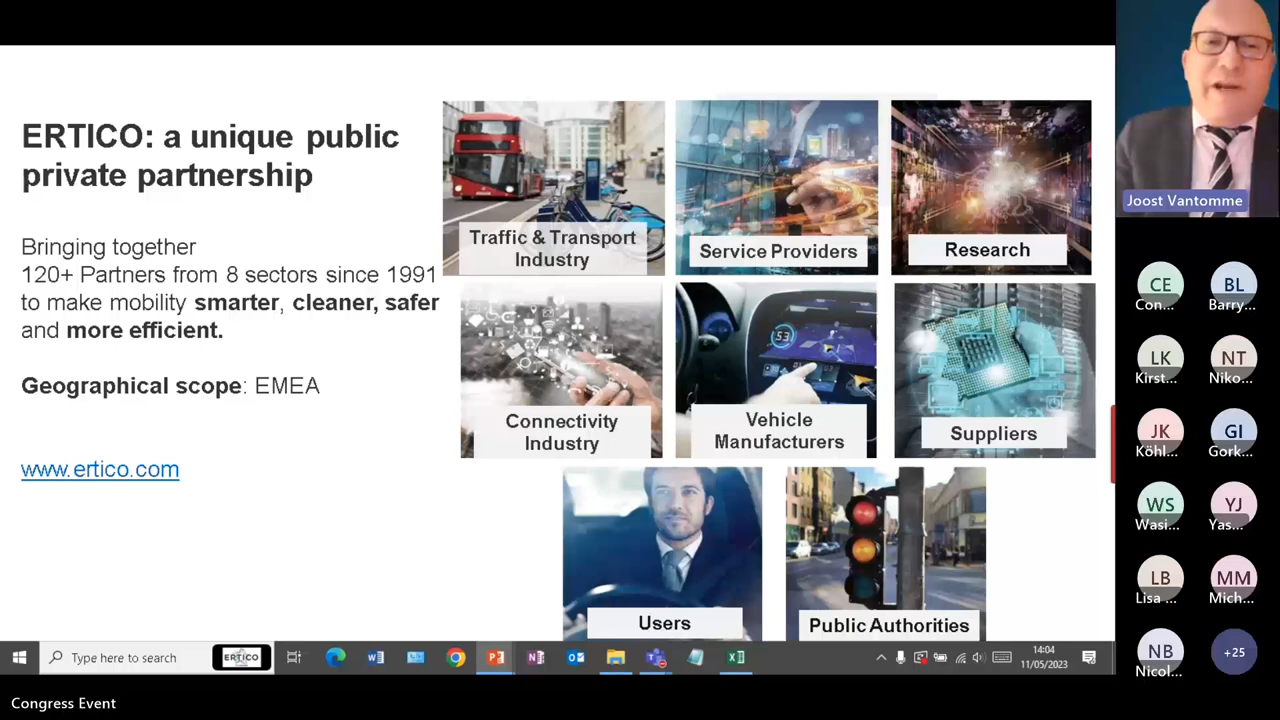 ERTICO: a unique public
private partnership
Bringing together
120+ Partners from 8 sectors since 1991
to make mobility smarter, cleaner, safer
and more efficient.
Geographical scope: EMEA
www.ertico.com
Traffic & Transport
Industry
Service Providers
Research
Connectivity
Industry
53
Vehicle
Manufacturers
Suppliers
Users
Public Authorities
Joost Vantomme
CE
Con...
BL
Barry...
LK
Kirst...
NT
Niko...
JK
Köhl...
GI
Gork...
WS
Wasi...
YJ
Yas...
LB
Lisa ...
MM
Mich...
NB
Nicol...
+25
Type here to search
ERTICO
14:04
11/05/2023
Congress Event